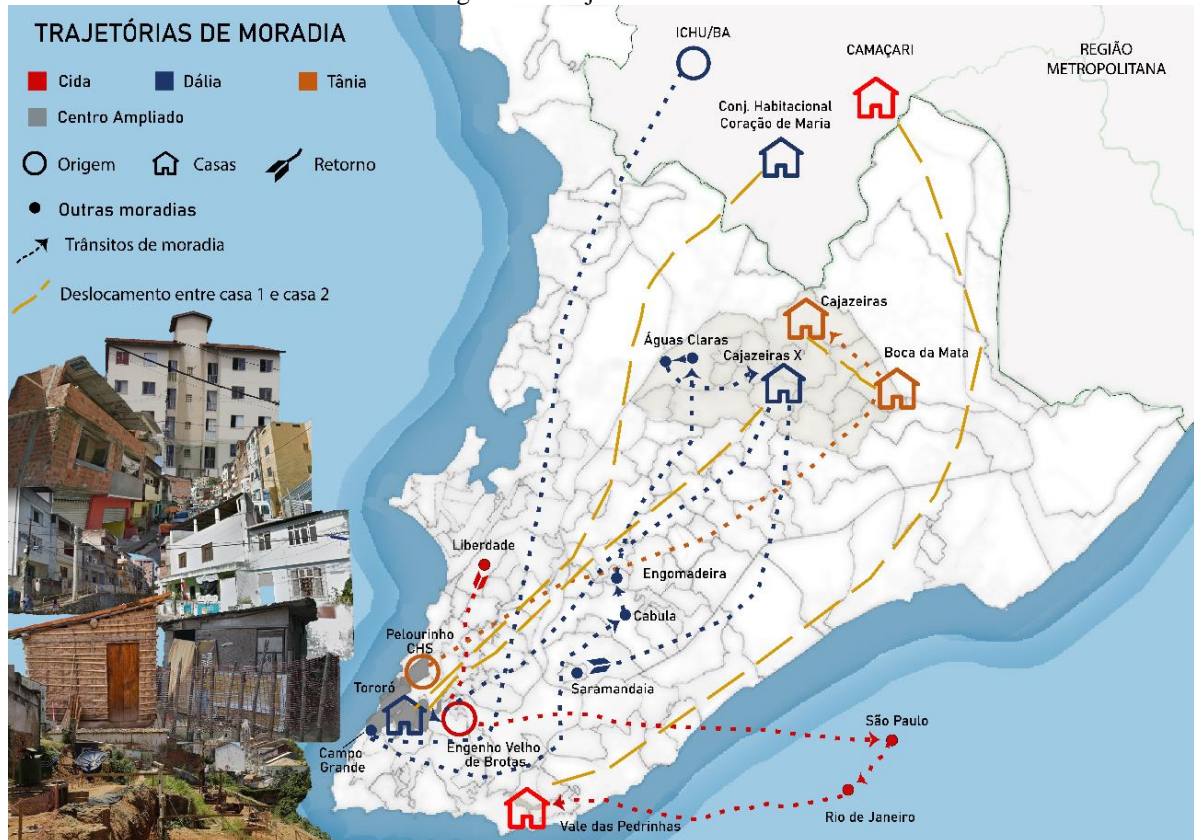 TRAJETÓRIAS DE MORADIA
Cida
Dália
Tânia
Centro Ampliado
Origem
Casas
Retorno
Outras moradias
Trânsitos de moradia
Deslocamento entre casa 1 e casa 2
ICHU/BA
CAMAÇARI
REGIÃO
METROPOLITANA
Conj. Habitacional
Coração de Maria
Cajazeiras
Águas Claras
Cajazeiras X
Boca da Mata
Liberdade
Engomadeira
Cabula
Pelourinho
CHS
Saramandaia
Tororó
Campo
Grande
Engenho Velho
de Brotas
São Paulo
Rio de Janeiro
Vale das Pedrinhas